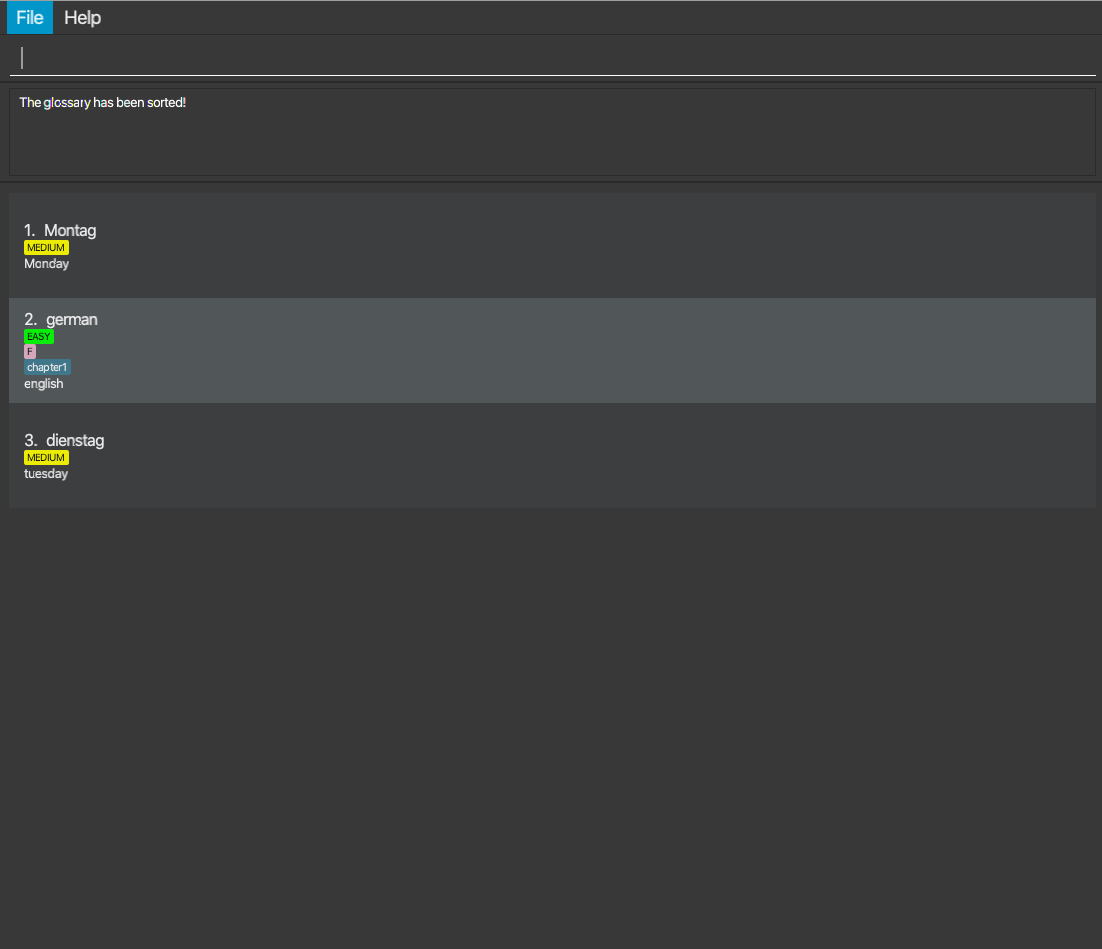 File Help
The glossary has been sorted!
1. Montag
MEDIUM
Monday
2. german
EASY
F
chapter1
english
3. dienstag
MEDIUM
tuesday